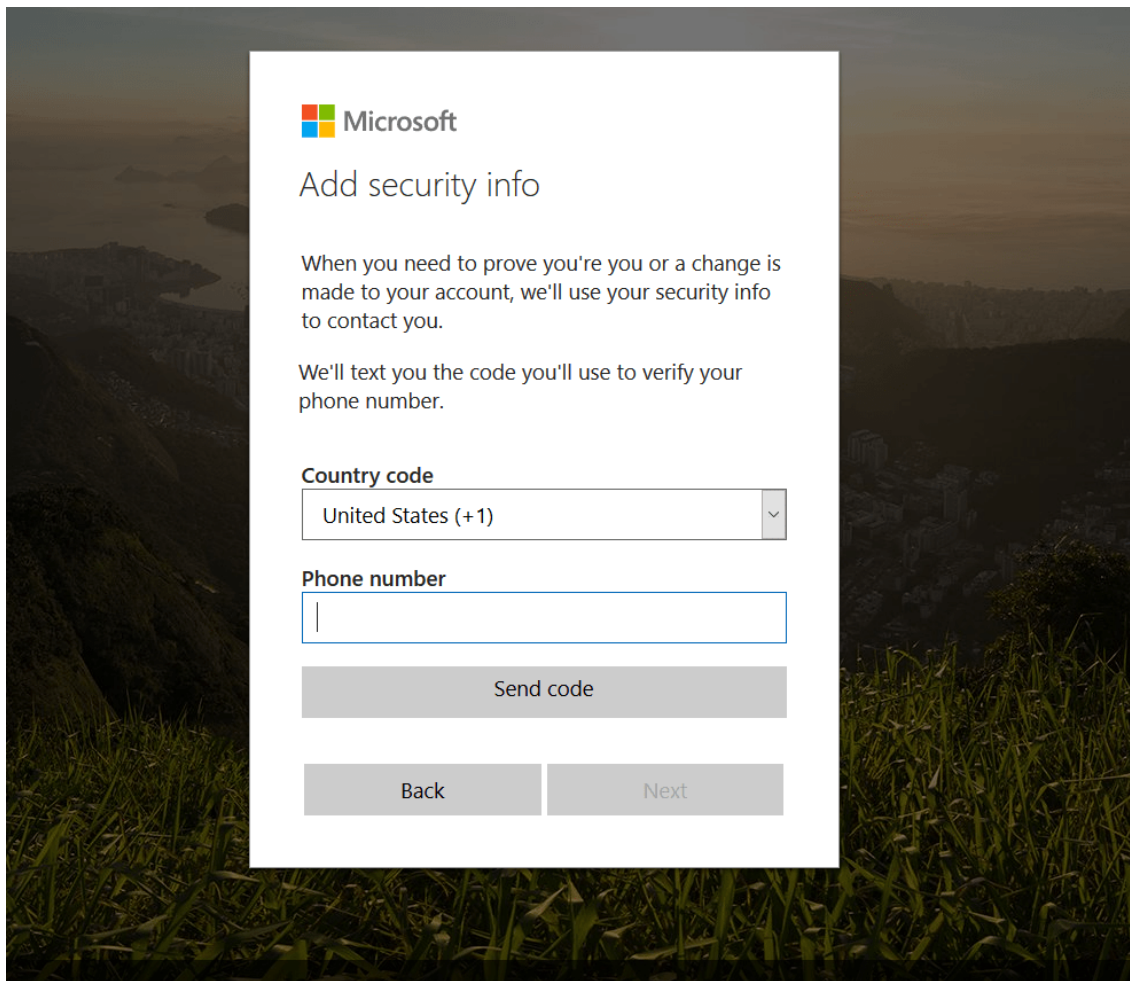 Microsoft
Add security info
When you need to prove you're you or a change is
made to your account, we'll use your security info
to contact you.
We'll text you the code you'll use to verify your
phone number.
Country code
United States (+1)
Phone number
Send code
Back
Next